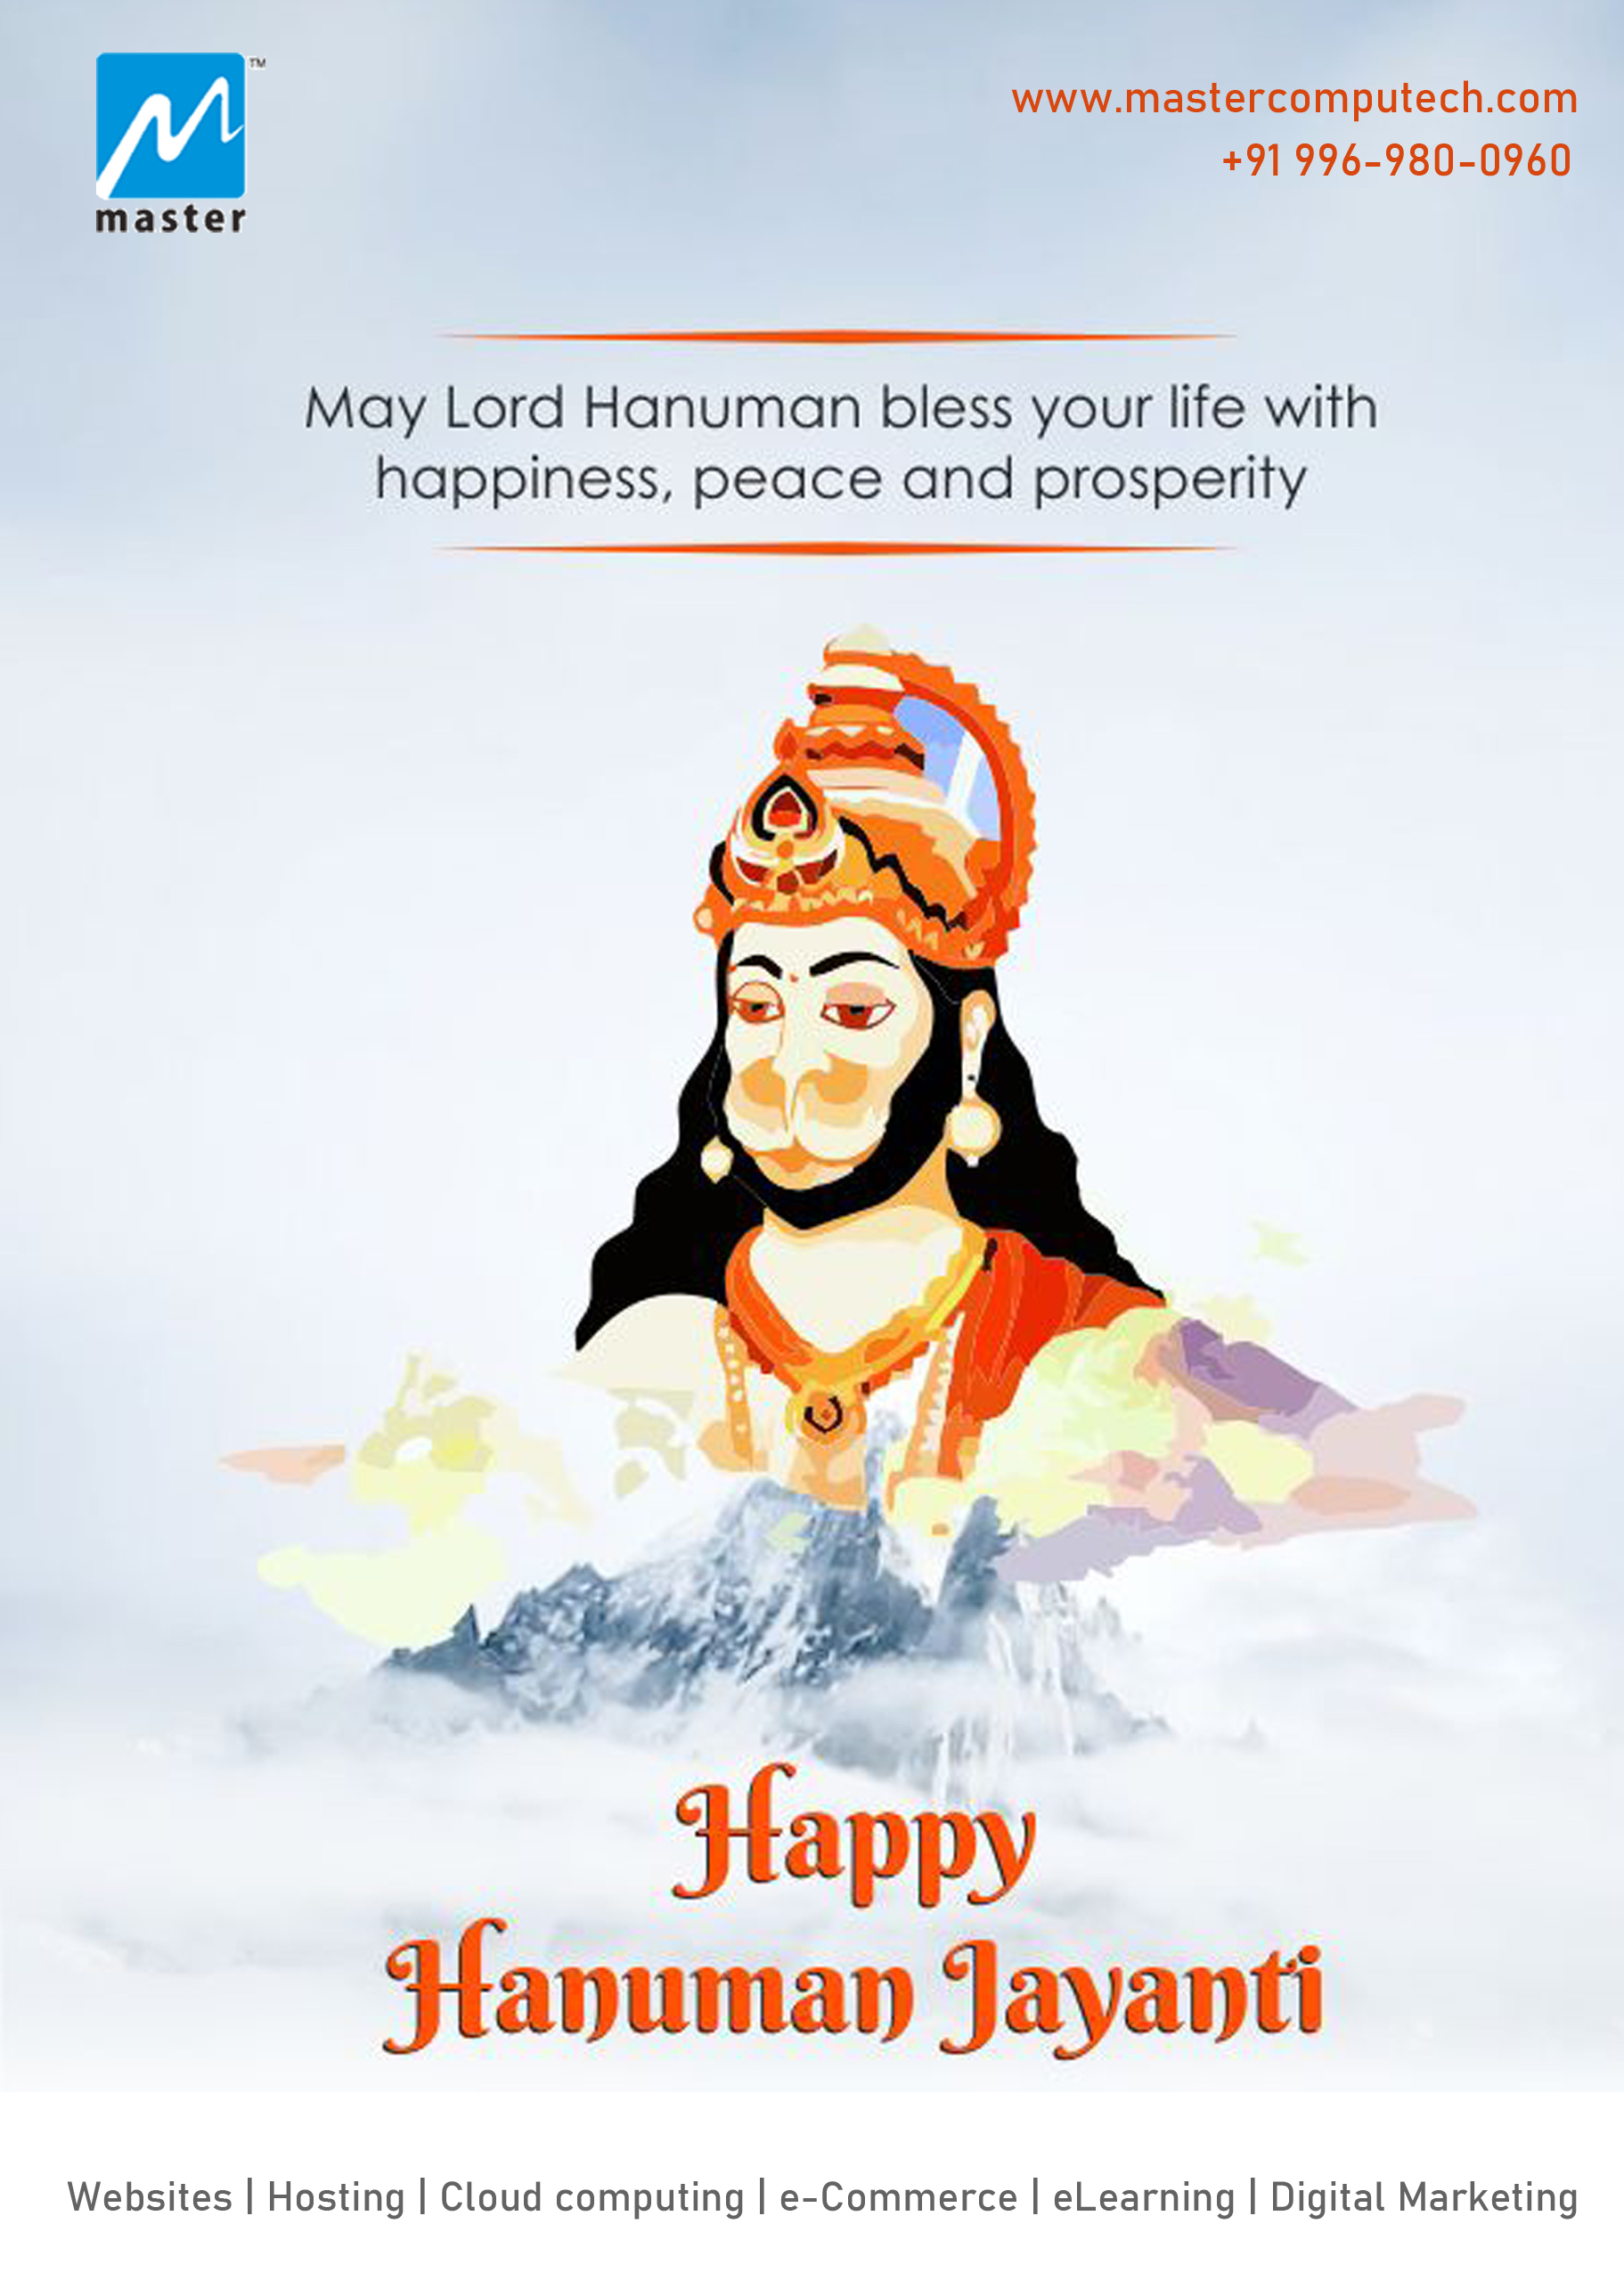 TM
master
www.mastercomputech.com
+91 996-980-0960
May Lord Hanuman bless your life with
happiness, peace and prosperity
Happy
Hanuman Jayanti
Websites | Hosting | Cloud computing | e-Commerce | eLearning | Digital Marketing